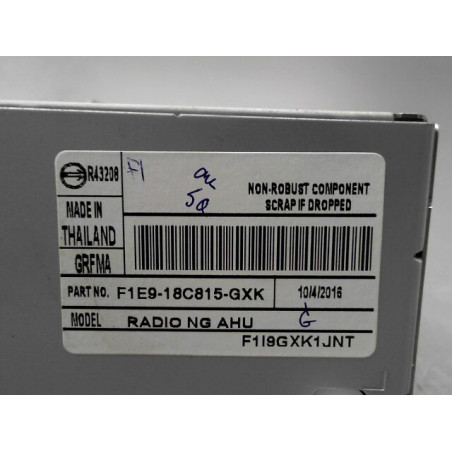 R43208
NON-ROBUST COMPONENT
SCRAP IF DROPPED
MADE IN
THAILAND
GRFMA
PART NO. F1E9-18C815-GXK 10/4/2016
MODEL RADIO NG AHU G
F1I9GXK1JNT